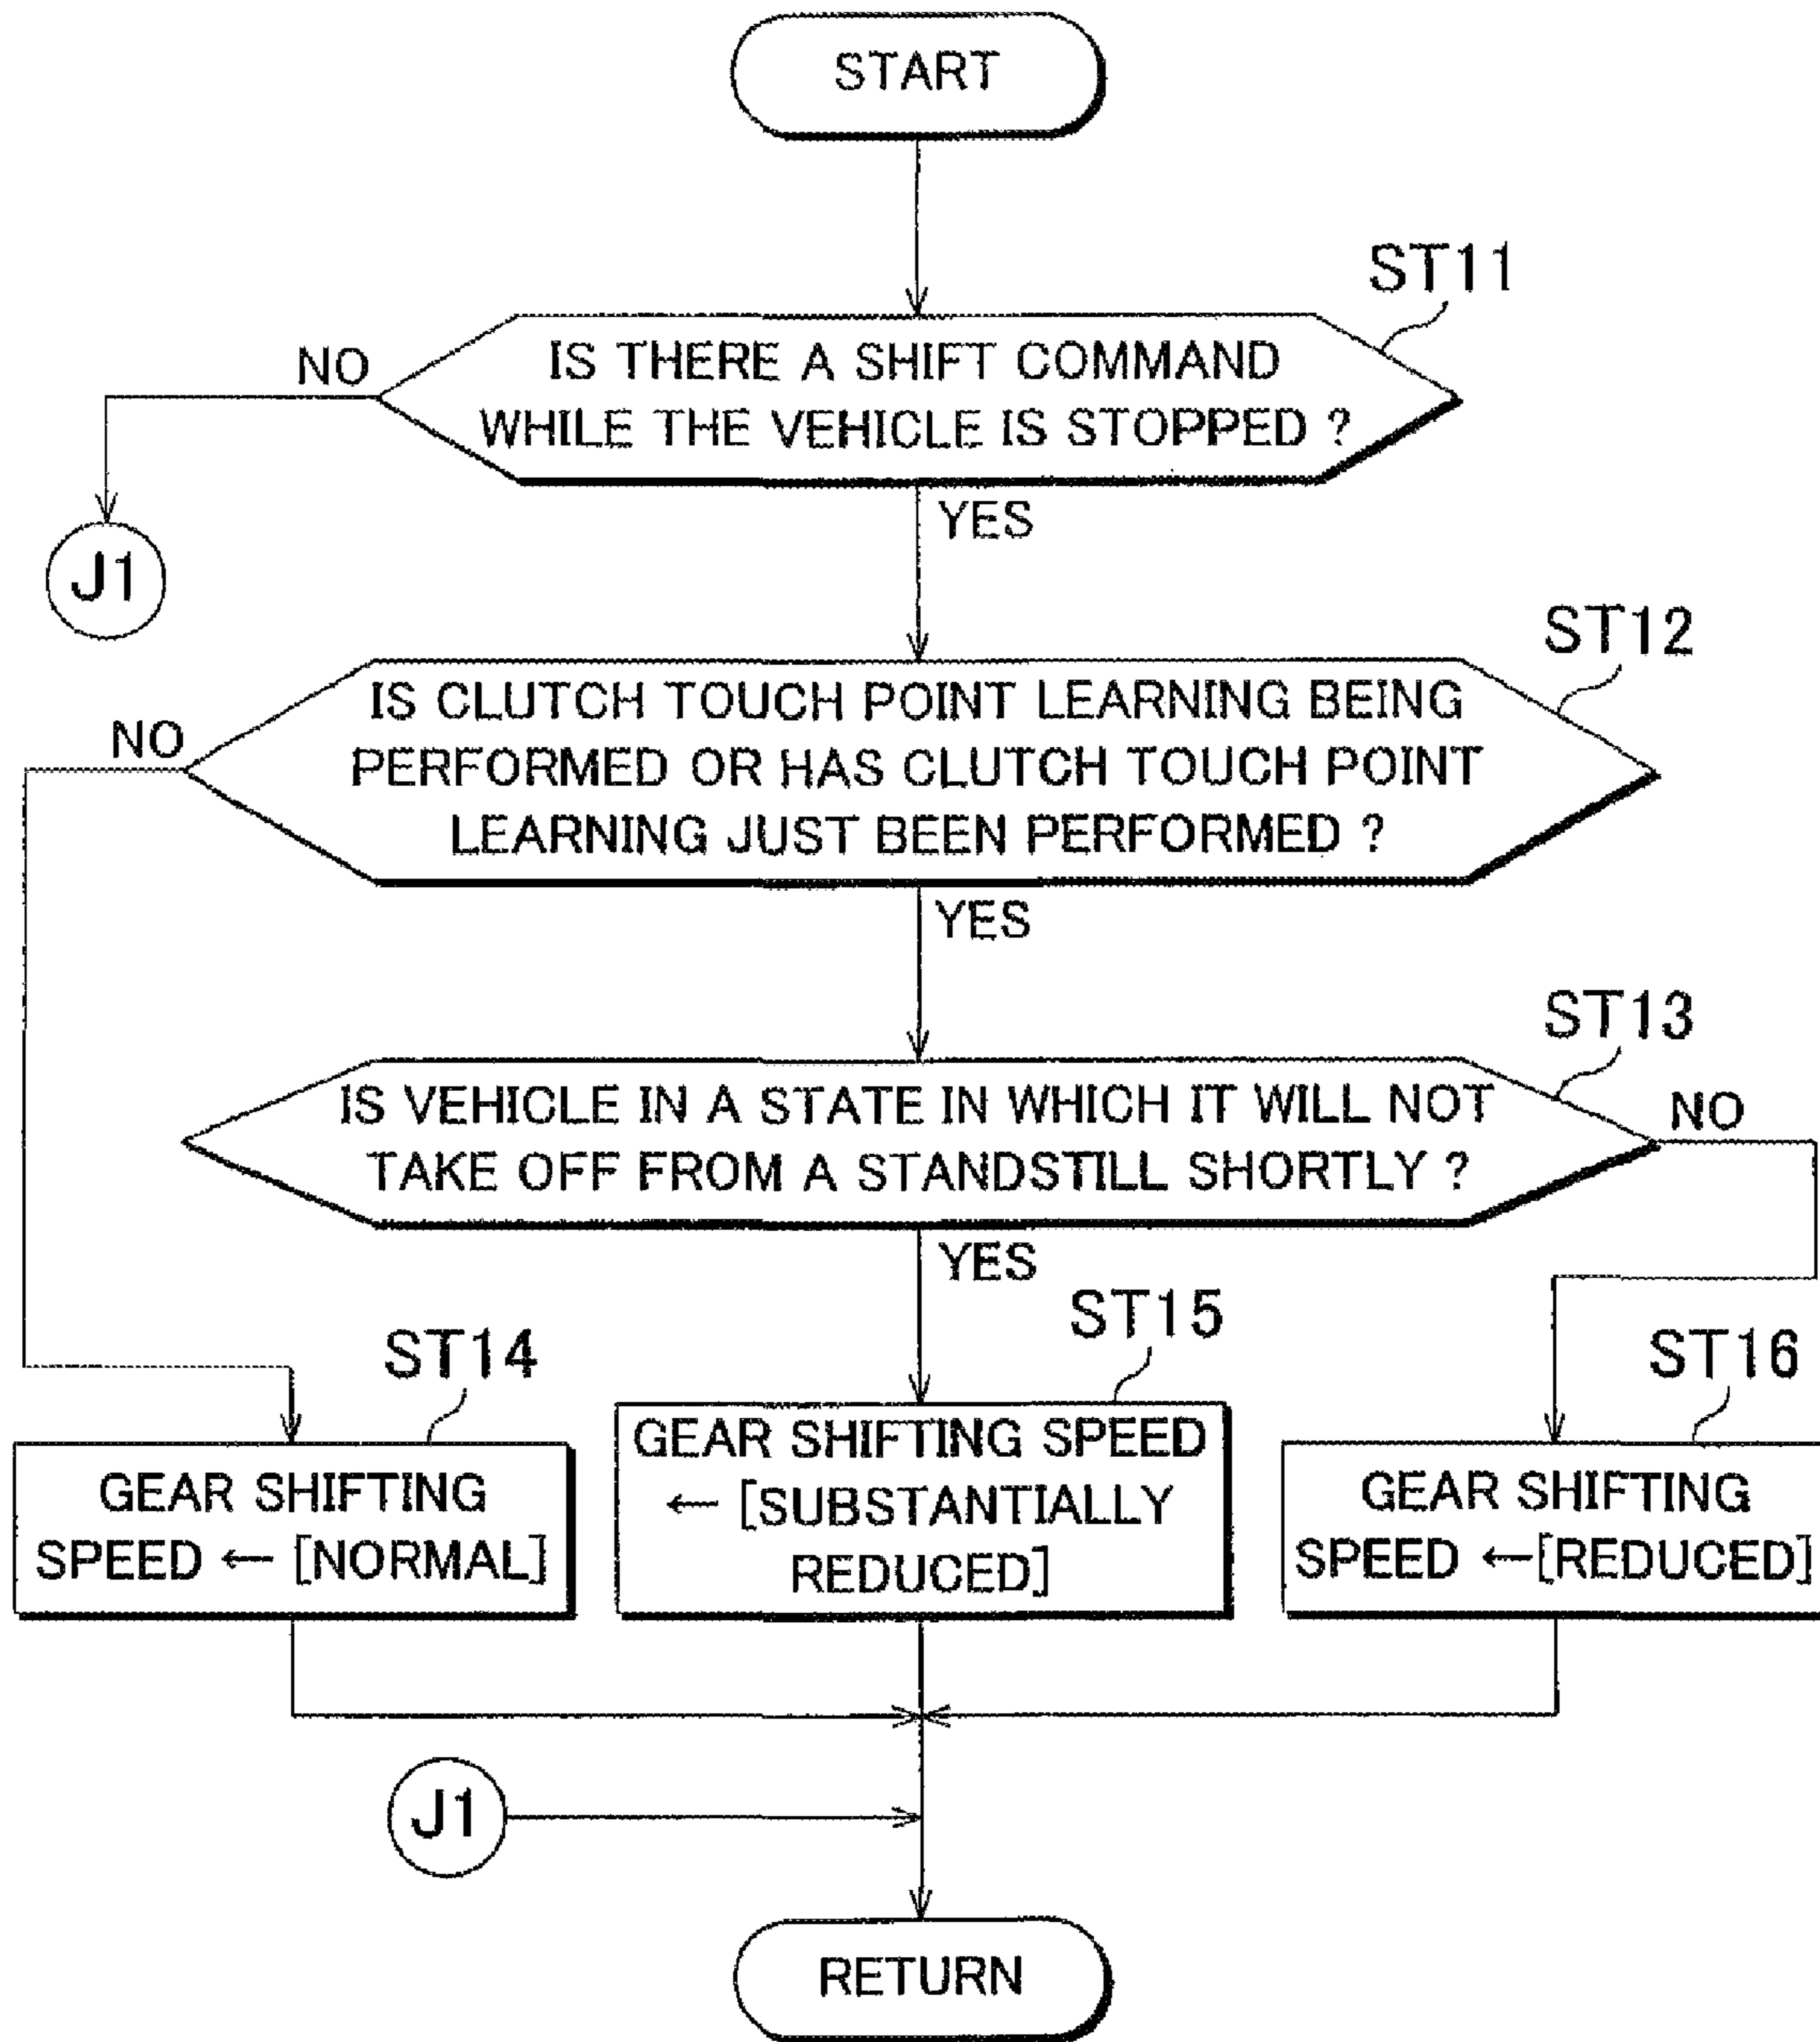 START
ST11
NO
IS THERE A SHIFT COMMAND
WHILE THE VEHICLE IS STOPPED ?
YES
J1
ST12
NO
IS CLUTCH TOUCH POINT LEARNING BEING
PERFORMED OR HAS CLUTCH TOUCH POINT
LEARNING JUST BEEN PERFORMED ?
YES
ST13
IS VEHICLE IN A STATE IN WHICH IT WILL NOT
TAKE OFF FROM A STANDSTILL SHORTLY ?
NO
YES
ST14
GEAR SHIFTING
SPEED ← [NORMAL]
ST15
GEAR SHIFTING SPEED
← [SUBSTANTIALLY
REDUCED]
ST16
GEAR SHIFTING
SPEED ←[REDUCED]
J1
RETURN